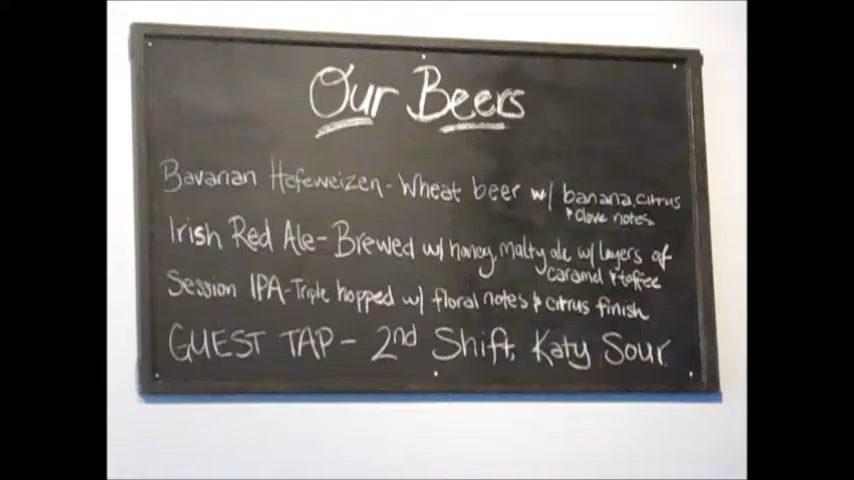 Our Beers
Bavarian Hefeweizen - Wheat beer w/ banana, citrus
& clove notes
Irish Red Ale - Brewed w/ honey, malty ale w/ layers of
caramel & toffee
Session IPA - Triple hopped w/ floral notes & citrus finish
GUEST TAP - 2nd Shift, Katy Sour